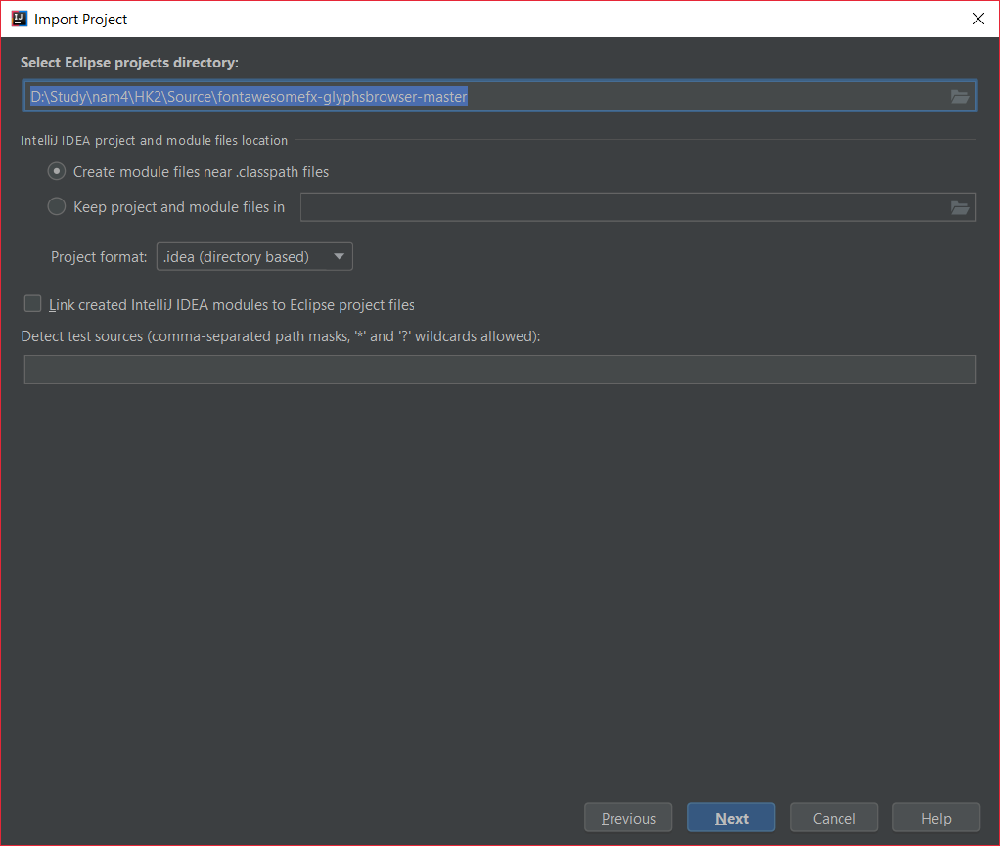 Import Project
Select Eclipse projects directory:
D:\Study\nam4\HK2\Source\fontawesomefx-glyphsbrowser-master
IntelliJ IDEA project and module files location
Create module files near .classpath files
Keep project and module files in
Project format: .idea (directory based)
Link created IntelliJ IDEA modules to Eclipse project files
Detect test sources (comma-separated path masks, '*' and '?' wildcards allowed):
Previous Next Cancel Help